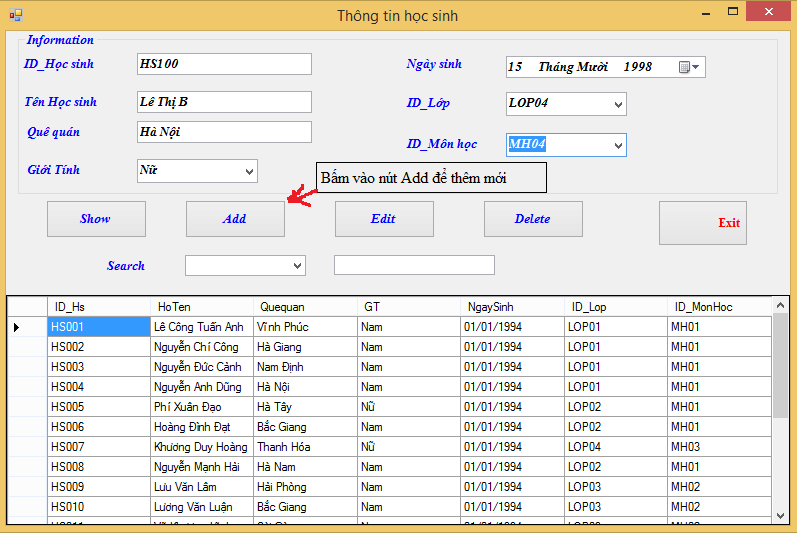 Thông tin học sinh
Information
ID_Học sinh HS100 Ngày sinh 15 Tháng Mười 1998
Tên Học sinh Lê Thị B ID_Lớp LOP04
Quê quán Hà Nội ID_Môn học MH04
Giới Tính Nữ
Bấm vào nút Add để thêm mới
Show Add Edit Delete Exit
Search
ID_Hs HoTen Quequan GT NgaySinh ID_Lop ID_MonHoc
HS001 Lê Công Tuấn Anh Vĩnh Phúc Nam 01/01/1994 LOP01 MH01
HS002 Nguyễn Chí Công Hà Giang Nam 01/01/1994 LOP01 MH01
HS003 Nguyễn Đức Cảnh Nam Định Nam 01/01/1994 LOP01 MH01
HS004 Nguyễn Anh Dũng Hà Nội Nam 01/01/1994 LOP01 MH01
HS005 Phí Xuân Đạo Hà Tây Nữ 01/01/1994 LOP02 MH01
HS006 Hoàng Đình Đạt Bắc Giang Nam 01/01/1994 LOP02 MH01
HS007 Khương Duy Hoàng Thanh Hóa Nữ 01/01/1994 LOP04 MH03
HS008 Nguyễn Mạnh Hải Hà Nam Nam 01/01/1994 LOP02 MH01
HS009 Lưu Văn Lâm Hải Phòng Nam 01/01/1994 LOP03 MH02
HS010 Lương Văn Luận Bắc Giang Nam 01/01/1994 LOP03 MH02